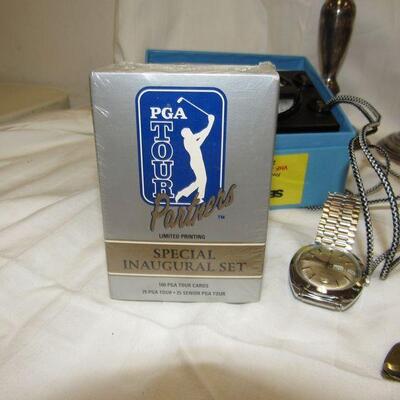 PGA
TOUR
Partners
TM
LIMITED PRINTING
SPECIAL
INAUGURAL SET
100 PGA TOUR CARDS
75 PGA TOUR • 25 SENIOR PGA TOUR